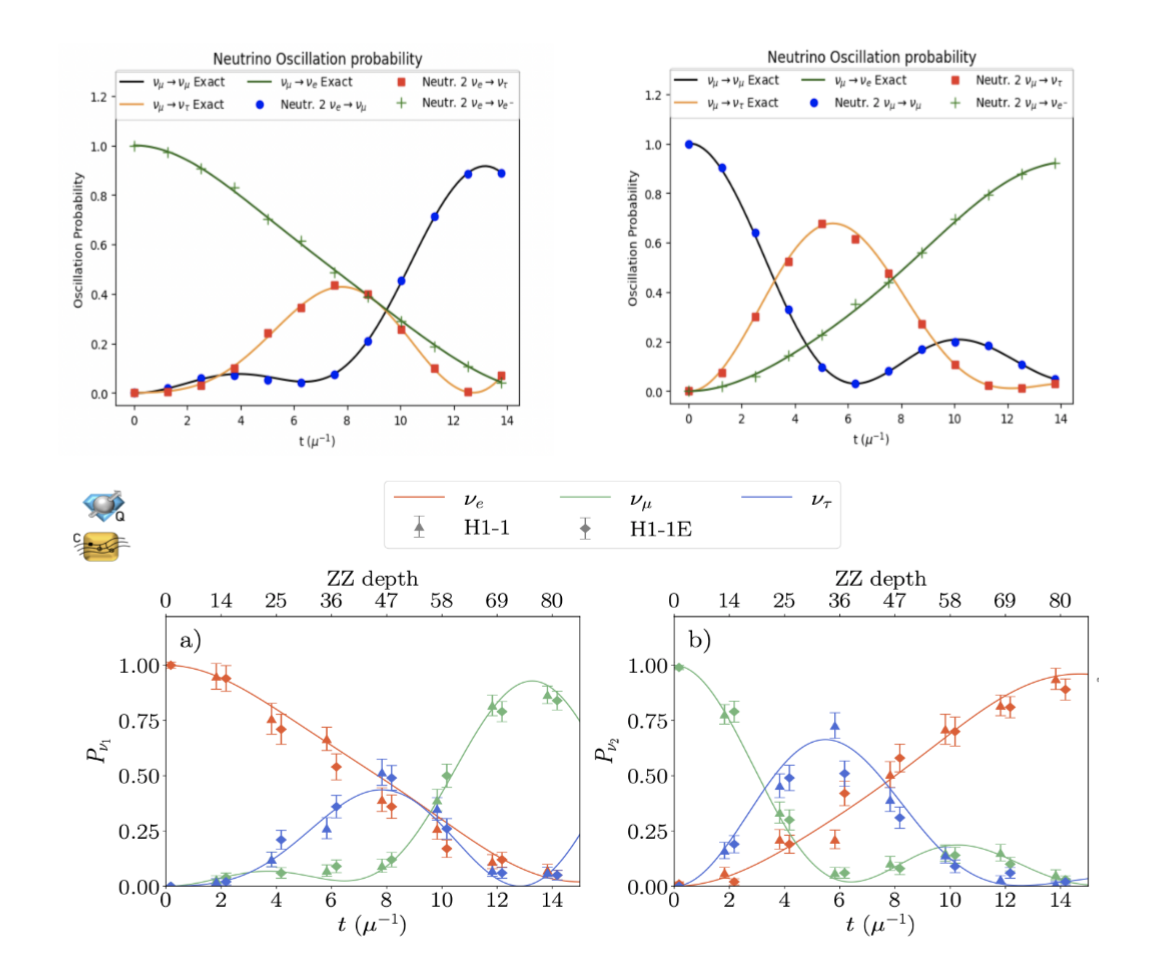 Neutrino Oscillation probability
νμ→νμ Exact νμ→νe Exact Neutr. 2 νe→ντ
νμ→ντ Exact Neutr. 2 νe→νμ Neutr. 2 νe→νe-
1.2
1.0
0.8
0.6
0.4
0.2
0.0
Oscillation Probability
0 2 4 6 8 10 12 14
t (μ⁻¹)
Neutrino Oscillation probability
νμ→νμ Exact νμ→νe Exact Neutr. 2 νμ→ντ
νμ→ντ Exact Neutr. 2 νμ→νμ Neutr. 2 νμ→νe-
1.2
1.0
0.8
0.6
0.4
0.2
0.0
Oscillation Probability
0 2 4 6 8 10 12 14
t (μ⁻¹)
Q
C
νe νμ ντ
H1-1 H1-1E
ZZ depth
0 14 25 36 47 58 69 80
a)
1.00
0.75
0.50
0.25
0.00
Pν1
0 2 4 6 8 10 12 14
t (μ⁻¹)
ZZ depth
0 14 25 36 47 58 69 80
b)
1.00
0.75
0.50
0.25
0.00
Pν2
0 2 4 6 8 10 12 14
t (μ⁻¹)